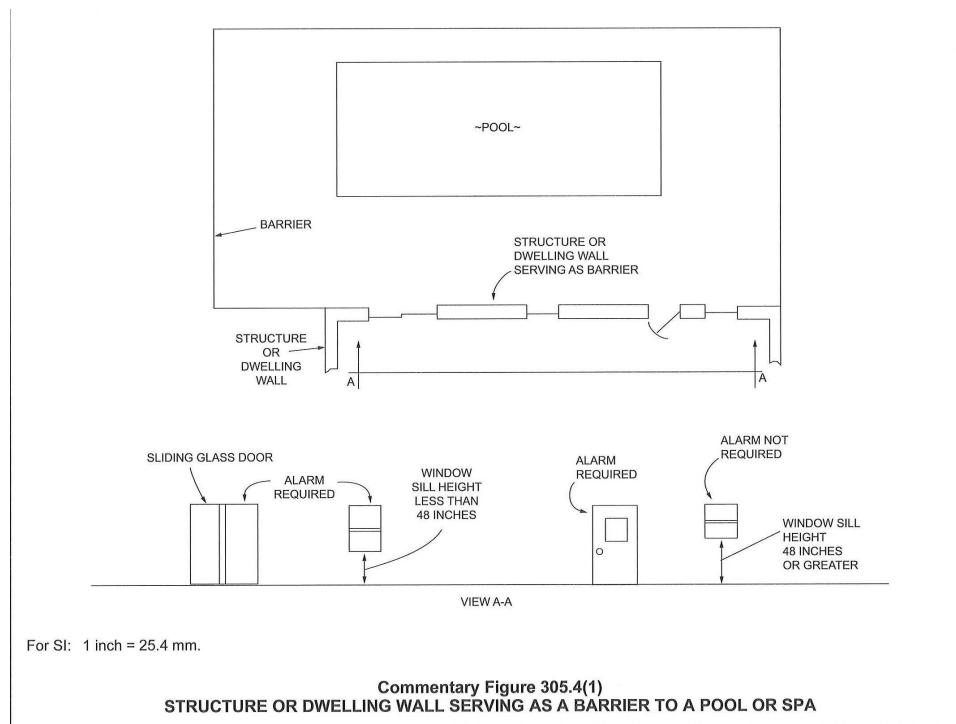 ~POOL~
BARRIER
STRUCTURE OR
DWELLING WALL
SERVING AS BARRIER
STRUCTURE
OR
DWELLING
WALL
A
A
SLIDING GLASS DOOR
ALARM
REQUIRED
WINDOW
SILL HEIGHT
LESS THAN
48 INCHES
ALARM
REQUIRED
ALARM NOT
REQUIRED
WINDOW SILL
HEIGHT
48 INCHES
OR GREATER
VIEW A-A
For SI: 1 inch = 25.4 mm.
Commentary Figure 305.4(1)
STRUCTURE OR DWELLING WALL SERVING AS A BARRIER TO A POOL OR SPA